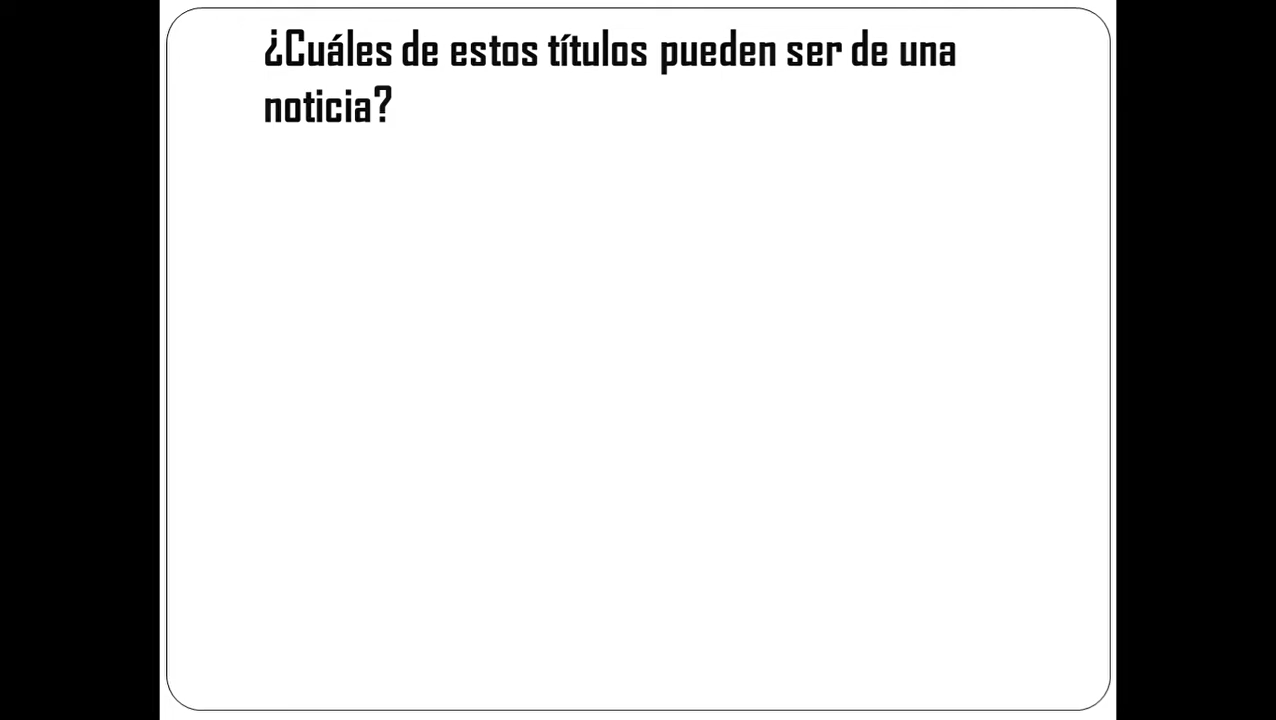 ¿Cuáles de estos títulos pueden ser de una
noticia?